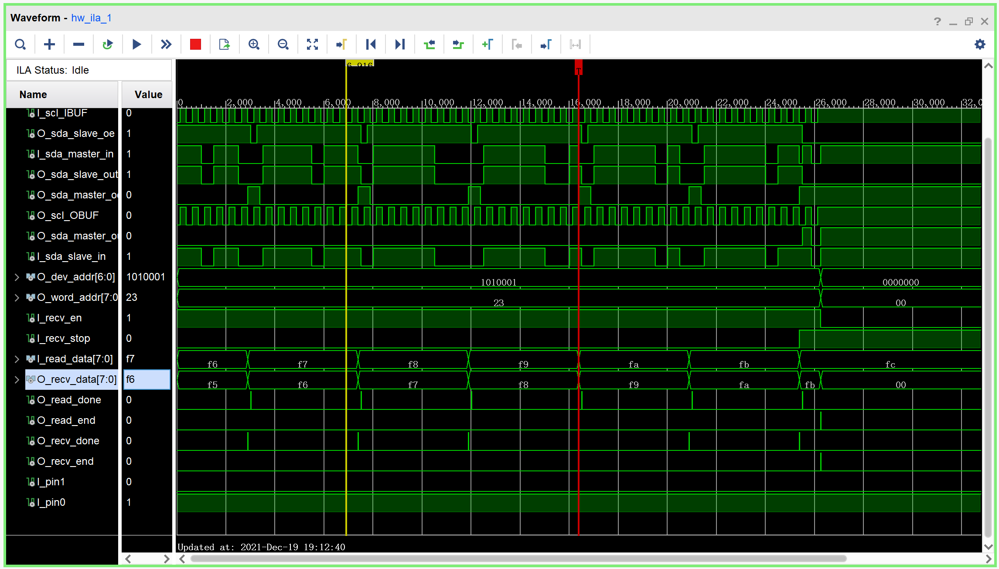 Waveform - hw_ila_1
?
ILA Status: Idle
6,916
T
Name Value
0 2,000 4,000 6,000 8,000 10,000 12,000 14,000 16,000 18,000 20,000 22,000 24,000 26,000 28,000 30,000 32,0
I_scl_IBUF 0
O_sda_slave_oe 1
I_sda_master_in 1
O_sda_slave_out 1
O_sda_master_o 0
O_scl_OBUF 0
O_sda_master_o 0
I_sda_slave_in 1
O_dev_addr[6:0] 1010001 1010001 0000000
O_word_addr[7:0 23 23 00
I_recv_en 1
I_recv_stop 0
I_read_data[7:0] f7 f6 f7 f8 f9 fa fb fc
O_recv_data[7:0] f6 f5 f6 f7 f8 f9 fa fb 00
O_read_done 0
O_read_end 0
O_recv_done 0
O_recv_end 0
I_pin1 0
I_pin0 1
Updated at: 2021-Dec-19 19:12:40